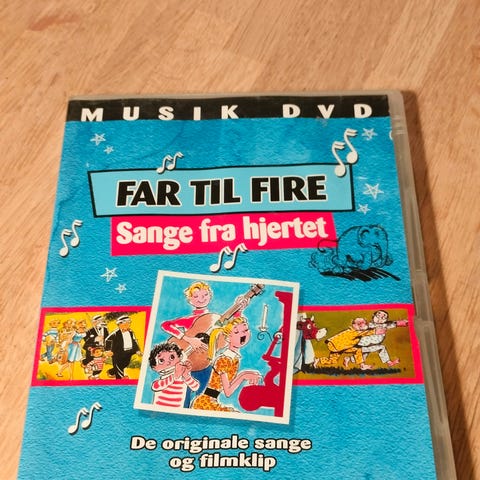 MUSIK DVD
FAR TIL FIRE
Sange fra hjertet
De originale sange
og filmklip